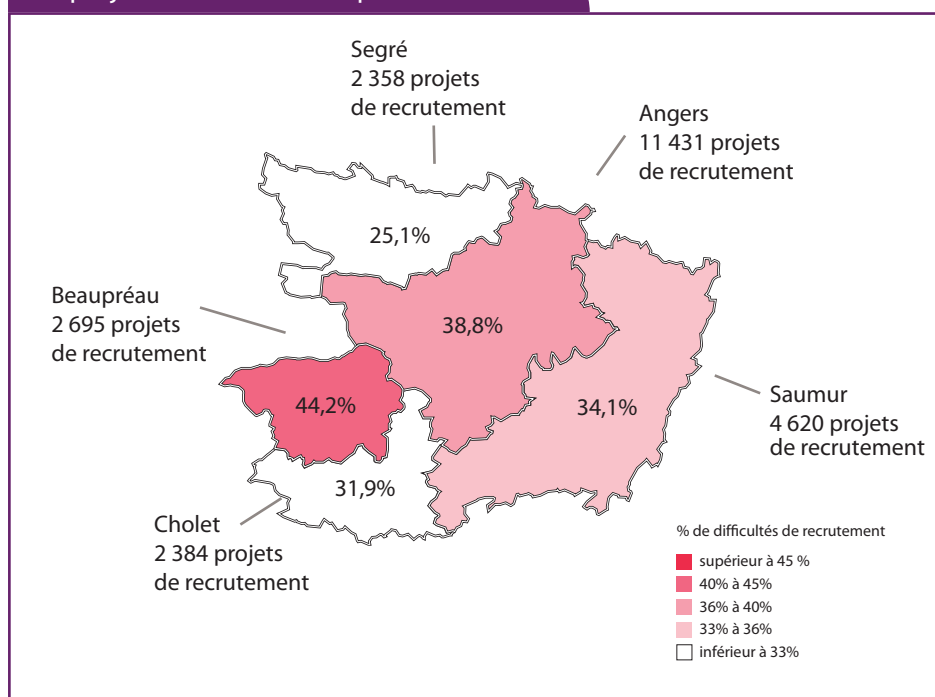 Segré
2 358 projets
de recrutement
Angers
11 431 projets
de recrutement
25,1%
Beaupréau
2 695 projets
de recrutement
38,8%
44,2%
34,1%
Saumur
4 620 projets
de recrutement
31,9%
Cholet
2 384 projets
de recrutement
% de difficultés de recrutement
supérieur à 45 %
40% à 45%
36% à 40%
33% à 36%
inférieur à 33%